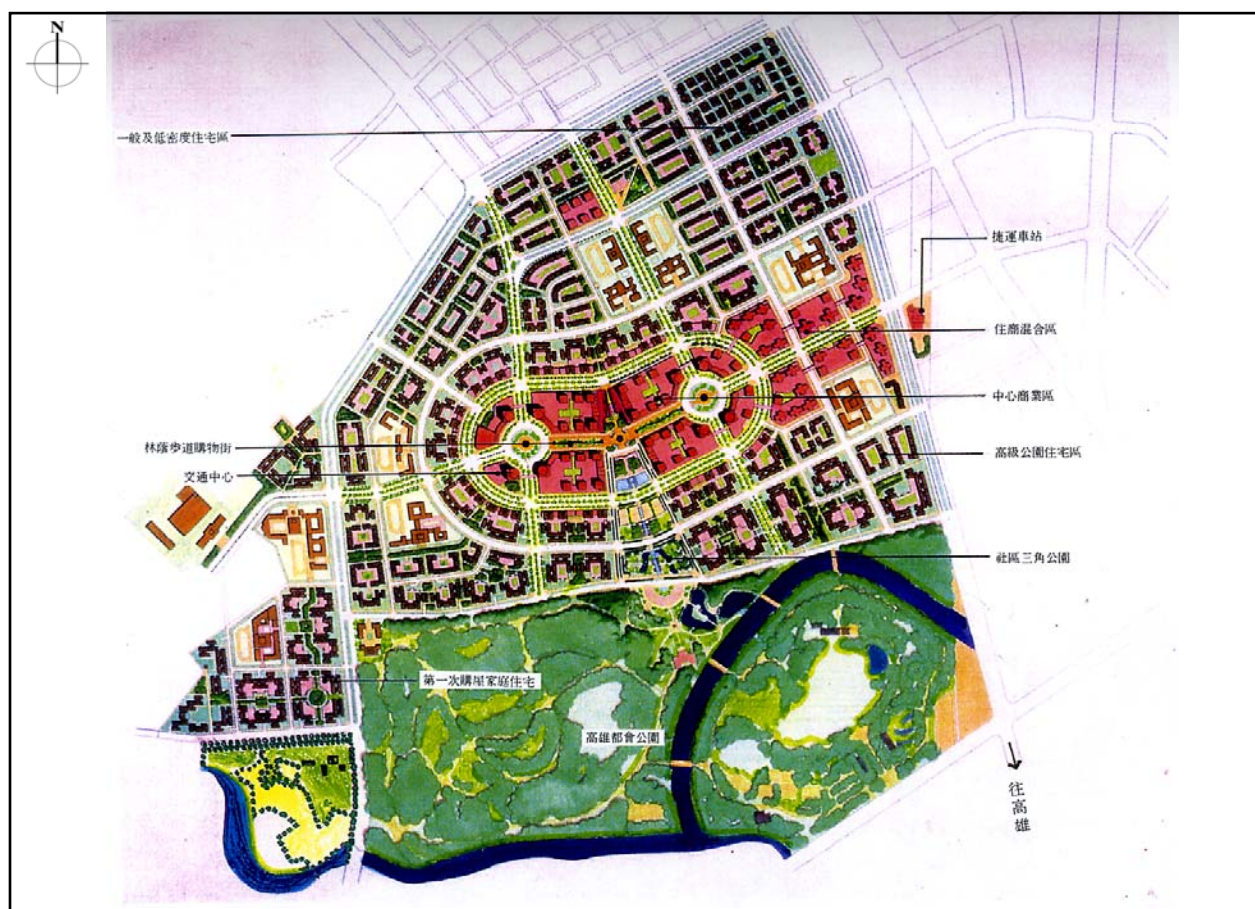 N
一般及低密度住宅區
捷運車站
住商混合區
中心商業區
林蔭步道購物街
高級公園住宅區
交通中心
社區三角公園
第一次購屋家庭住宅
高雄都會公園
往高雄